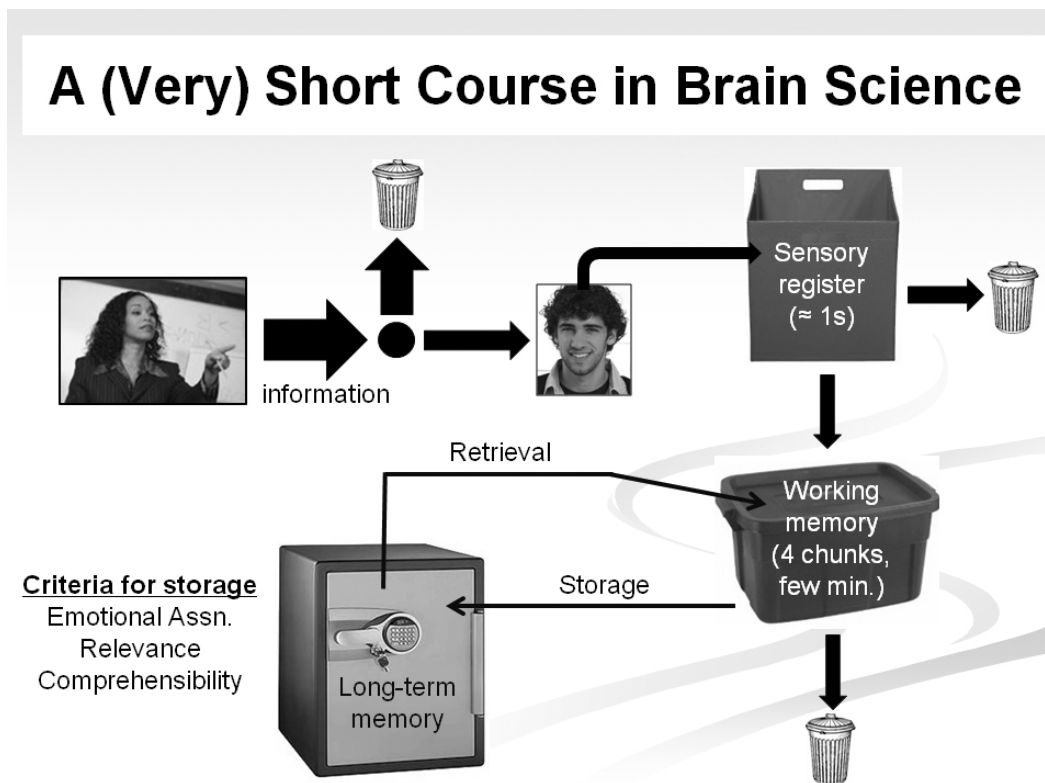 A (Very) Short Course in Brain Science
Sensory
register
(≈ 1s)
information
Retrieval
Working
memory
(4 chunks,
few min.)
Criteria for storage
Emotional Assn.
Relevance
Comprehensibility
Storage
Long-term
memory